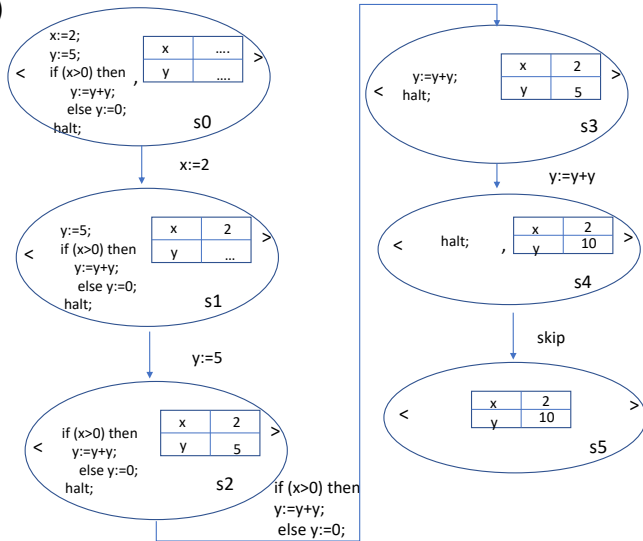 )
x:=2;
y:=5;
if (x>0) then
y:=y+y;
else y:=0;
halt;
< , >
x ....
y ....
s0
x:=2
y:=5;
if (x>0) then
y:=y+y;
else y:=0;
halt;
< >
x 2
y ...
s1
y:=5
if (x>0) then
y:=y+y;
else y:=0;
halt;
< >
x 2
y 5
s2
if (x>0) then
y:=y+y;
else y:=0;
y:=y+y;
halt;
< >
x 2
y 5
s3
y:=y+y
< halt; , >
x 2
y 10
s4
skip
< >
x 2
y 10
s5